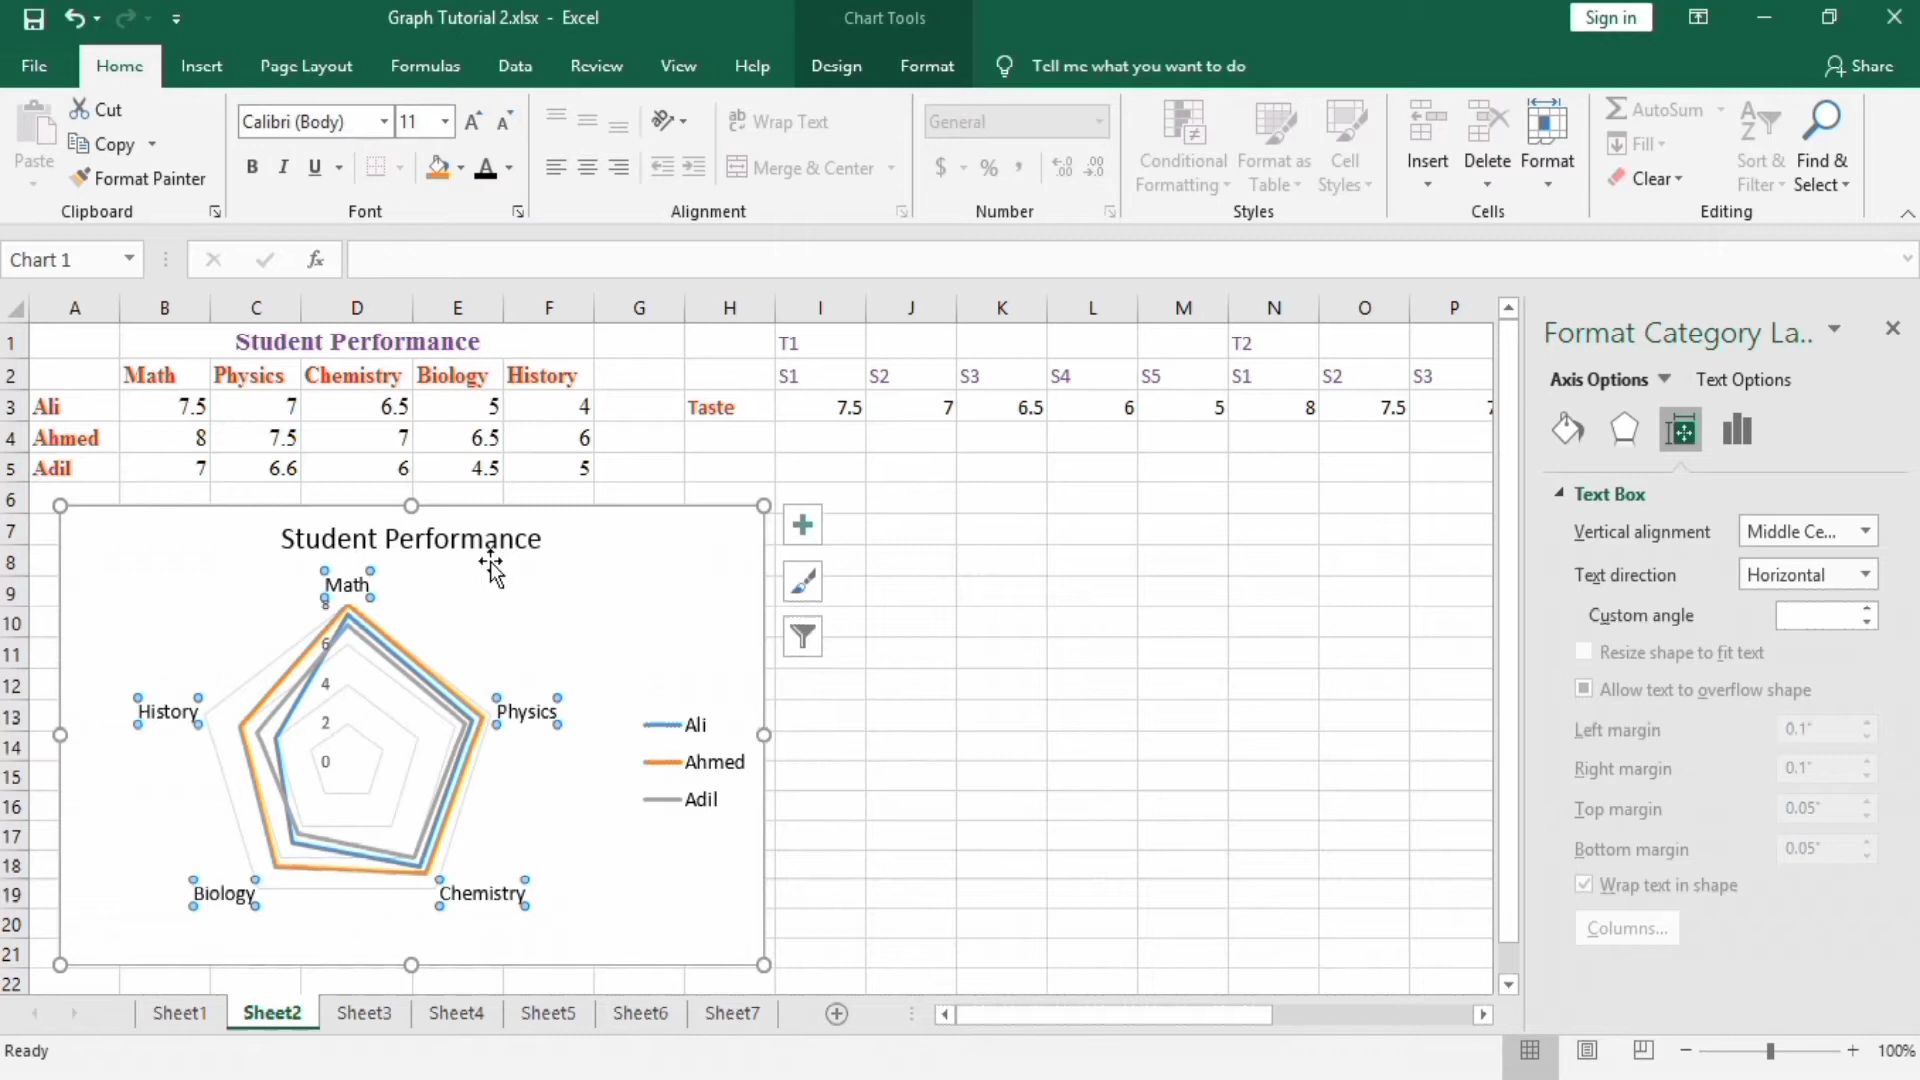 Graph Tutorial 2.xlsx - Excel
Chart Tools
Sign in
File Home Insert Page Layout Formulas Data Review View Help Design Format Tell me what you want to do Share
Paste
Cut
Copy
Format Painter
Clipboard
Calibri (Body) 11
B I U
Font
Wrap Text
Merge & Center
Alignment
General
$ % ,
Number
Conditional Formatting
Format as Table
Cell Styles
Styles
Insert
Delete
Format
Cells
AutoSum
Fill
Clear
Sort & Filter
Find & Select
Editing
Chart 1
fx
A B C D E F G H I J K L M N O P
1 Student Performance T1 T2
2 Math Physics Chemistry Biology History S1 S2 S3 S4 S5 S1 S2 S3
3 Ali 7.5 7 6.5 5 4 Taste 7.5 7 6.5 6 5 8 7.5
4 Ahmed 8 7.5 7 6.5 6
5 Adil 7 6.6 6 4.5 5
6
7
8
9
10
11
12
13
14
15
16
17
18
19
20
21
22
Student Performance
Math
8
6
4
2
0
History
Physics
Biology
Chemistry
Ali
Ahmed
Adil
Format Category La..
Axis Options Text Options
Text Box
Vertical alignment Middle Ce...
Text direction Horizontal
Custom angle
Resize shape to fit text
Allow text to overflow shape
Left margin 0.1"
Right margin 0.1"
Top margin 0.05"
Bottom margin 0.05"
Wrap text in shape
Columns...
Sheet1 Sheet2 Sheet3 Sheet4 Sheet5 Sheet6 Sheet7
Ready
100%